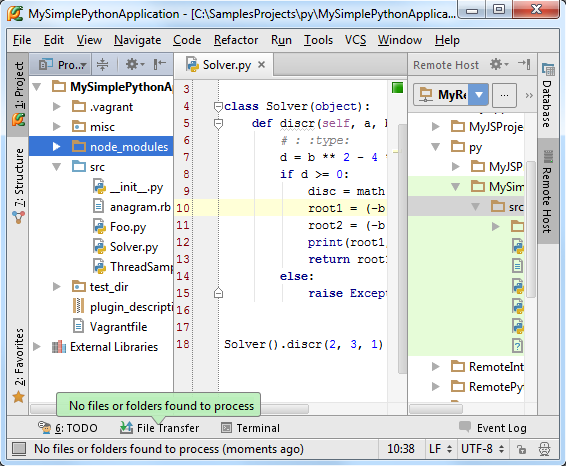 MySimplePythonApplication - [C:\SamplesProjects\py\MySimplePythonApplica...
File Edit View Navigate Code Refactor Run Tools VCS Window Help
1: Project
7: Structure
2: Favorites
Pro...
MySimplePythonAp
.vagrant
misc
node_modules
src
__init__.py
anagram.rb
Foo.py
Solver.py
ThreadSamp
test_dir
plugin_descripti
Vagrantfile
External Libraries
Solver.py
3
4 class Solver(object):
5 def discr(self, a, b
6 # : :type:
7 d = b ** 2 - 4
8 if d >= 0:
9 disc = math
10 root1 = (-b
11 root2 = (-b
12 print(root1,
13 return root
14 else:
15 raise Except
16
17
18 Solver().discr(2, 3, 1)
Remote Host
MyRe
...
MyJSProje
py
MyJSP
MySim
src
RemoteInt
RemotePy
Database
Remote Host
No files or folders found to process
6: TODO File Transfer Terminal Event Log
No files or folders found to process (moments ago) 10:38 LF UTF-8